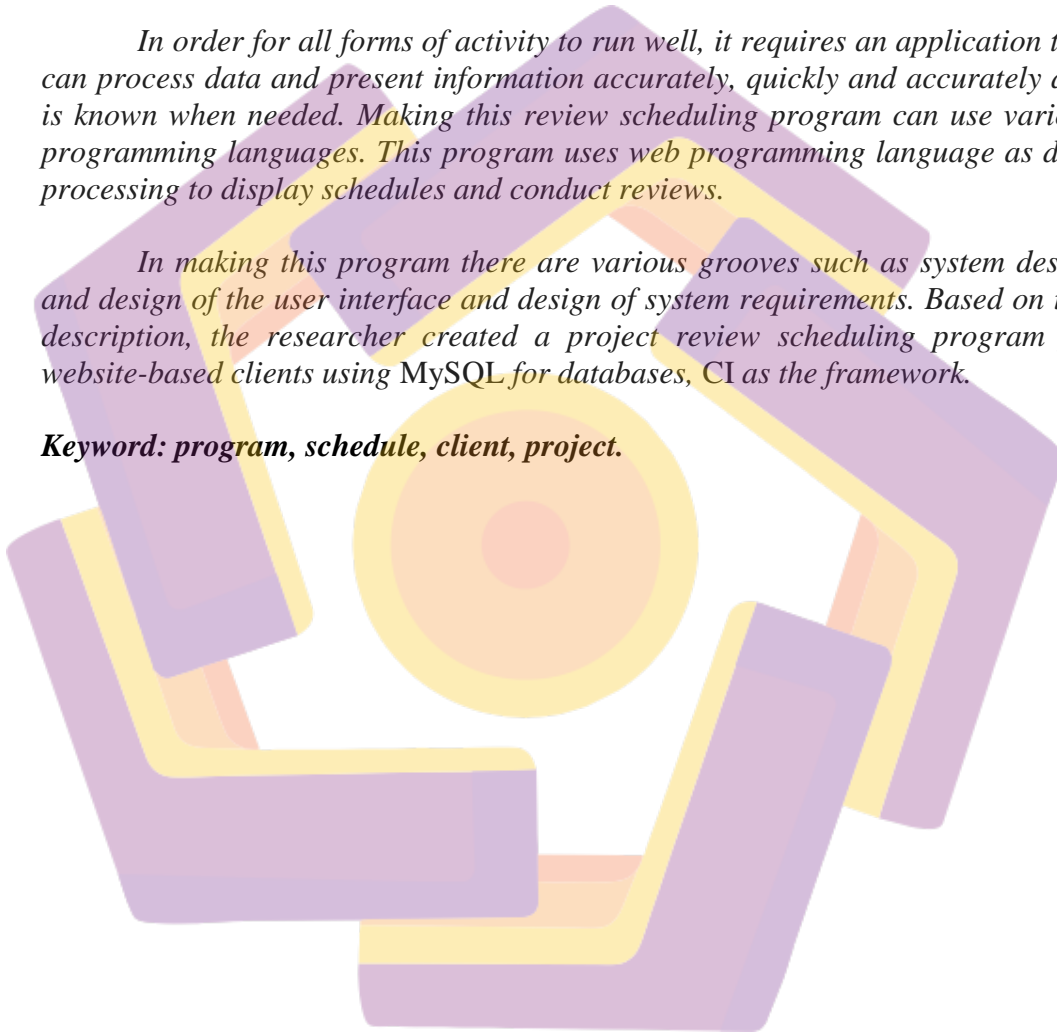 In order for all forms of activity to run well, it requires an application t
can process data and present information accurately, quickly and accurately
is known when needed. Making this review scheduling program can use vari
programming languages. This program uses web programming language as d
processing to display schedules and conduct reviews.
In making this program there are various grooves such as system des
and design of the user interface and design of system requirements. Based on
description, the researcher created a project review scheduling program
website-based clients using MySQL for databases, CI as the framework.
Keyword: program, schedule, client, project.